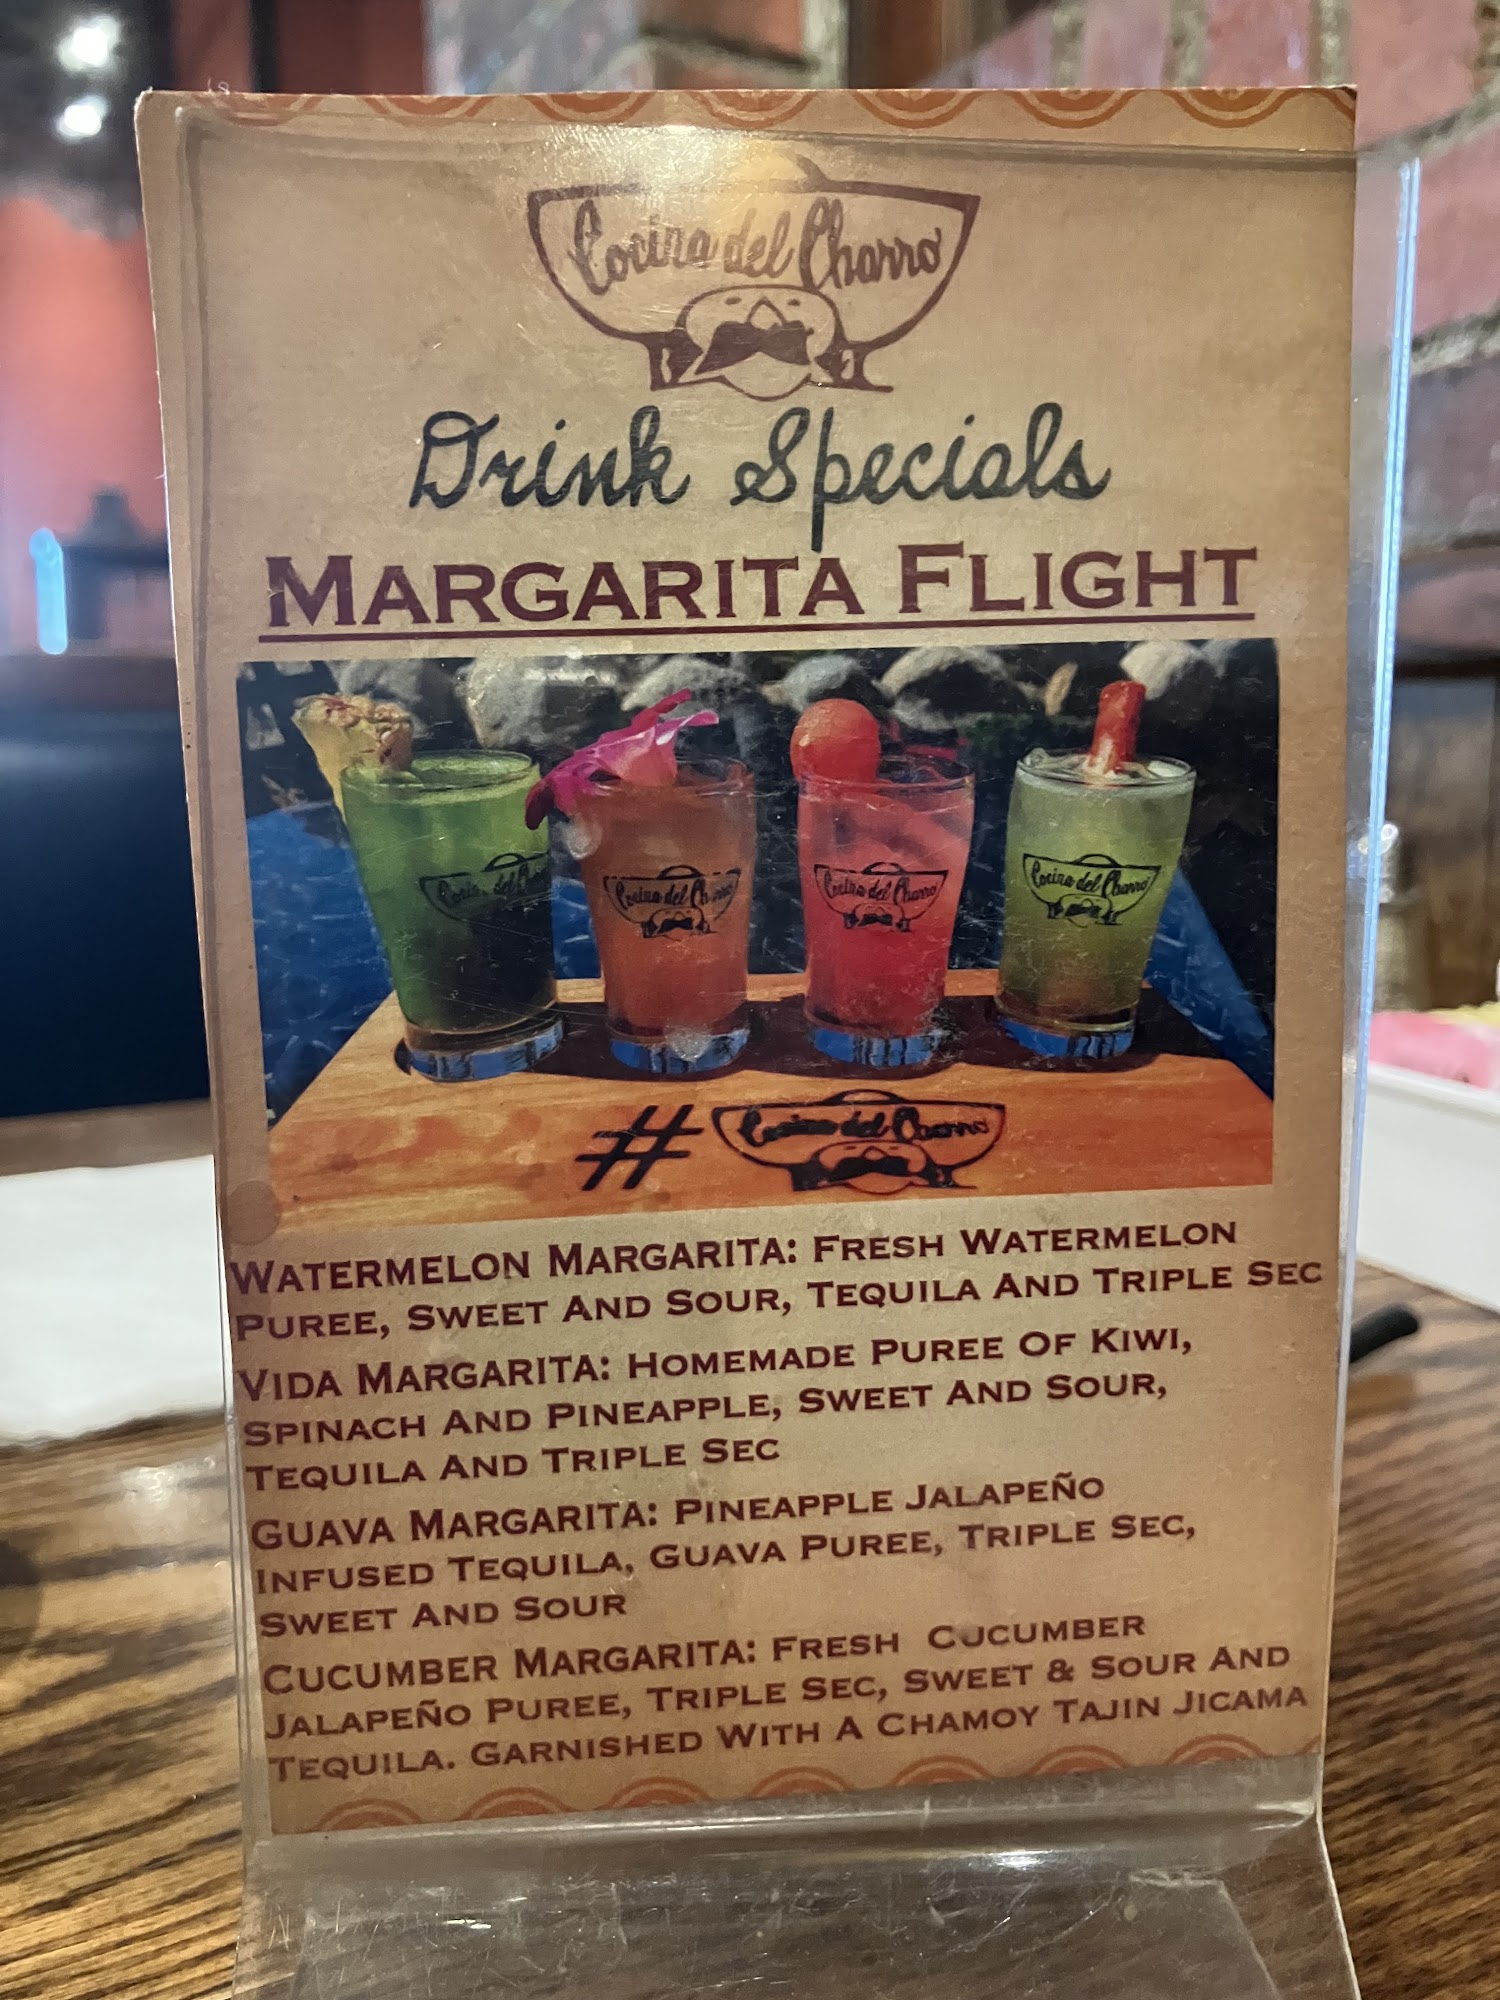 Cocina del Charro
Drink Specials
MARGARITA FLIGHT
Cocina del Charro
Cocina del Charro
Cocina del Charro
Cocina del Charro
# Cocina del Charro
WATERMELON MARGARITA: FRESH WATERMELON
PUREE, SWEET AND SOUR, TEQUILA AND TRIPLE SEC
VIDA MARGARITA: HOMEMADE PUREE OF KIWI,
SPINACH AND PINEAPPLE, SWEET AND SOUR,
TEQUILA AND TRIPLE SEC
GUAVA MARGARITA: PINEAPPLE JALAPEÑO
INFUSED TEQUILA, GUAVA PUREE, TRIPLE SEC,
SWEET AND SOUR
CUCUMBER MARGARITA: FRESH CUCUMBER
JALAPEÑO PUREE, TRIPLE SEC, SWEET & SOUR AND
TEQUILA. GARNISHED WITH A CHAMOY TAJIN JICAMA